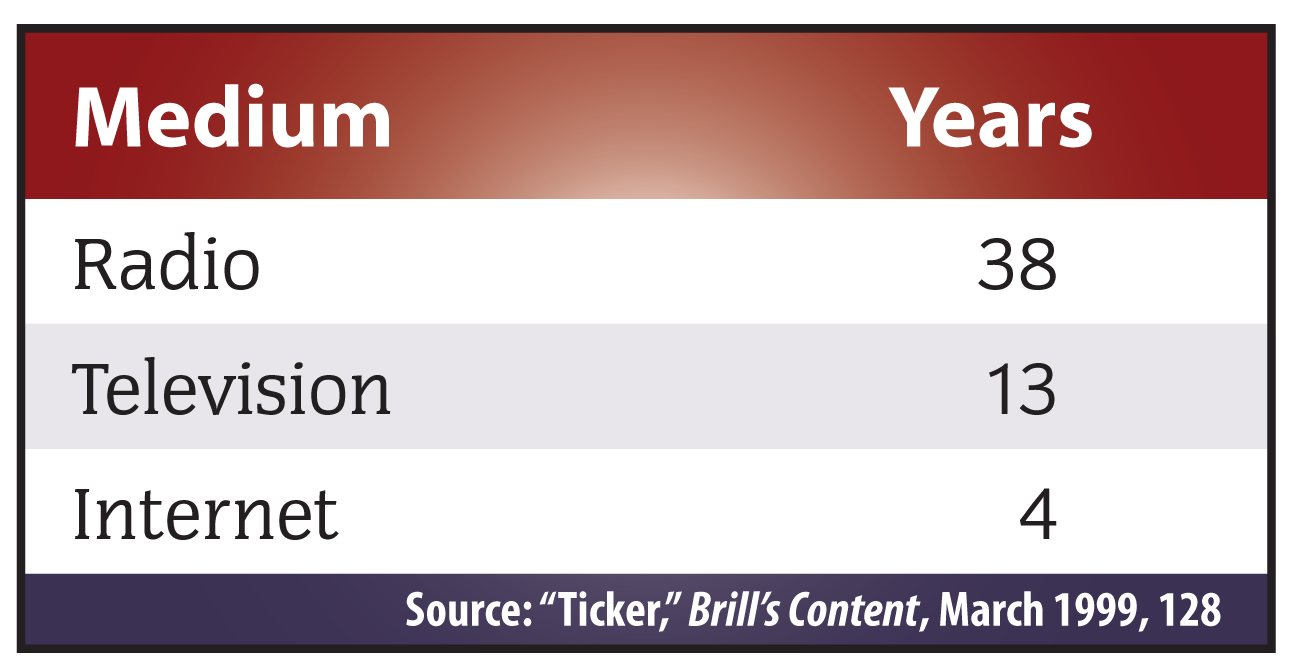 Medium Years
Radio 38
Television 13
Internet 4
Source: “Ticker,” Brill’s Content, March 1999, 128